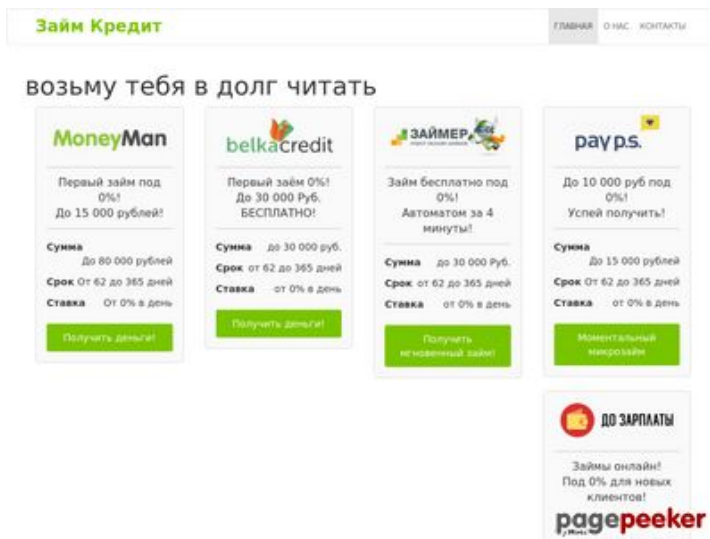 Займ Кредит
ГЛАВНАЯ О НАС. КОНТАКТЫ
возьму тебя в долг читать
MoneyMan
Первый займ под
0%!
До 15 000 рублей!
Сумма
До 80 000 рублей
Срок От 62 до 365 дней
Ставка От 0% в день
Получить деньги!
belkacredit
Первый заём 0%!
До 30 000 Руб.
БЕСПЛАТНО!
Сумма до 30 000 руб.
Срок от 62 до 365 дней
Ставка от 0% в день
Получить деньги!
ЗАЙМЕР
Займ бесплатно под
0%!
Автоматом за 4
минуты!
Сумма до 30 000 Руб.
Срок от 62 до 365 дней
Ставка от 0% в день
Получить
мгновенный займ!
pay p.s.
До 10 000 руб под
0%!
Успей получить!
Сумма
До 15 000 рублей
Срок От 62 до 365 дней
Ставка от 0% в день
Моментальный
микрозайм
ДО ЗАРПЛАТЫ
Займы онлайн!
Под 0% для новых
клиентов!
pagepeeker